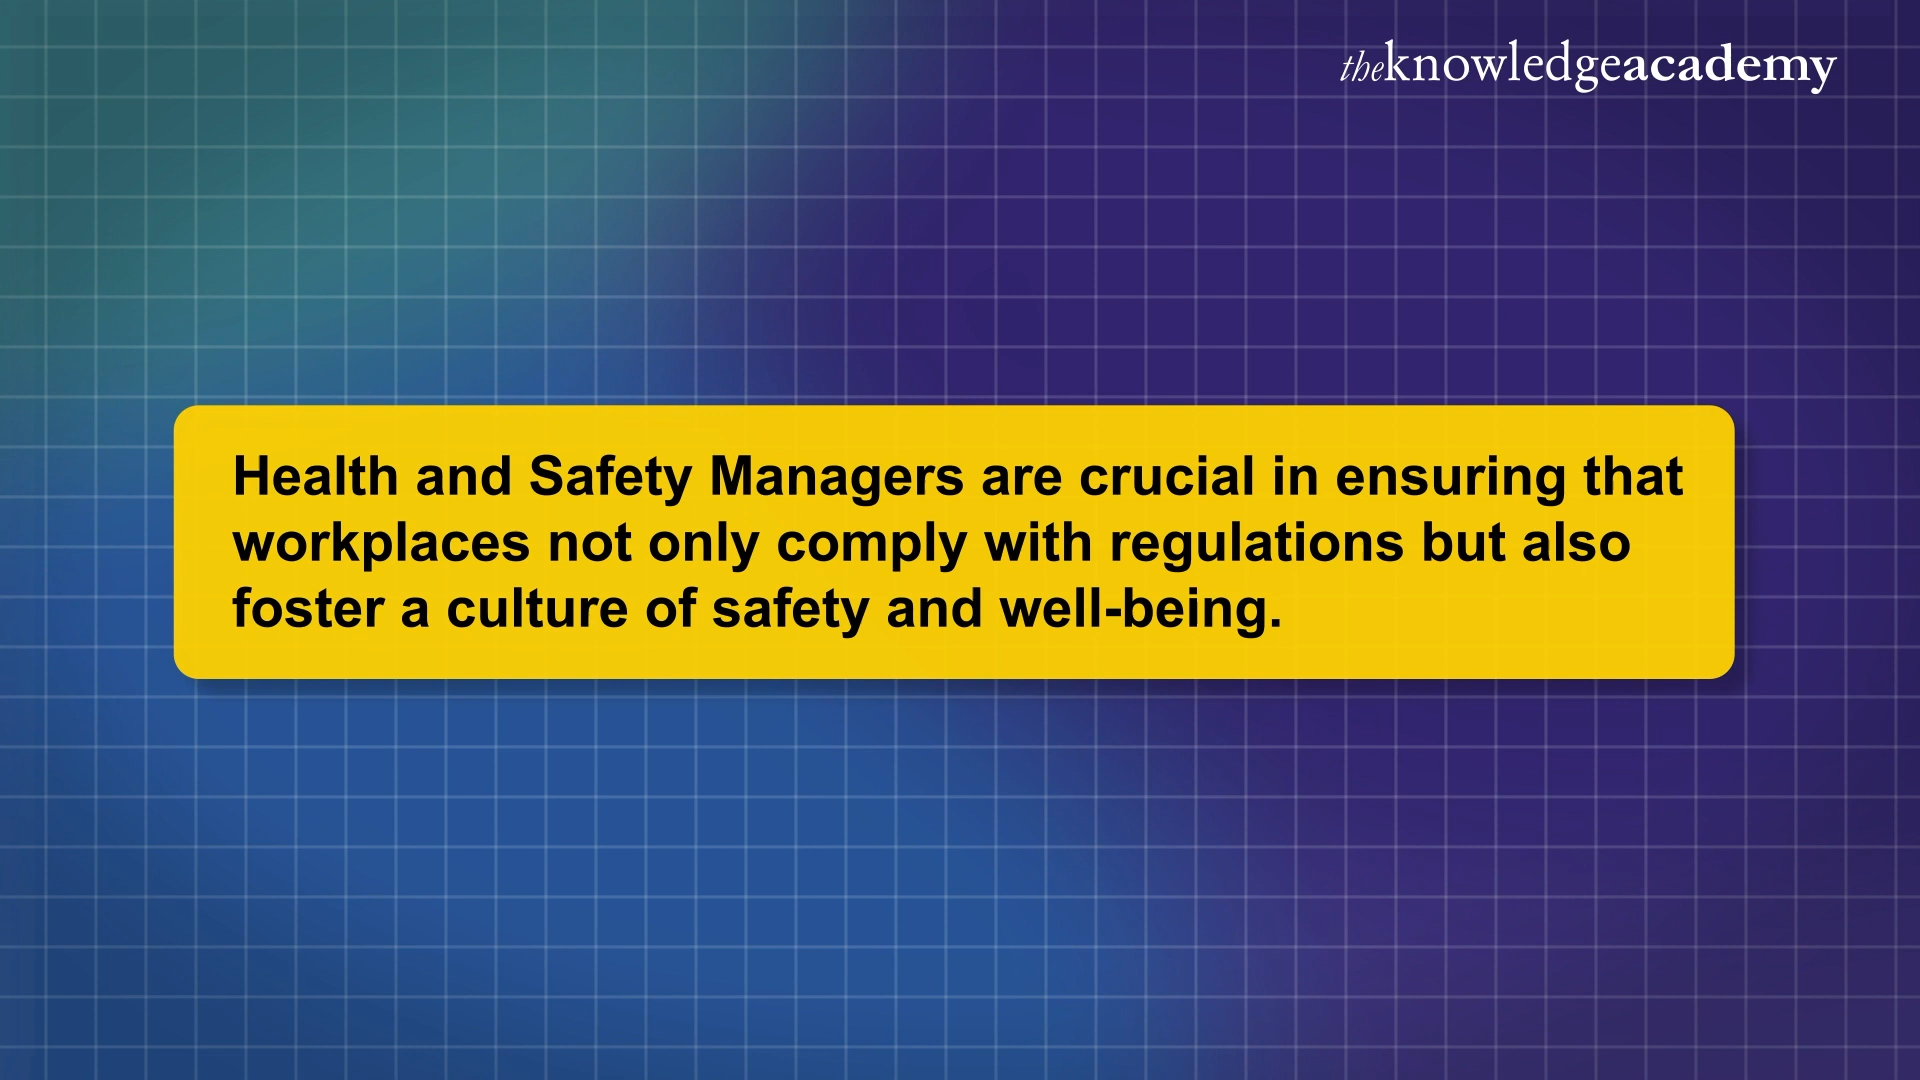 theknowledgeacademy
Health and Safety Managers are crucial in ensuring that
workplaces not only comply with regulations but also
foster a culture of safety and well-being.